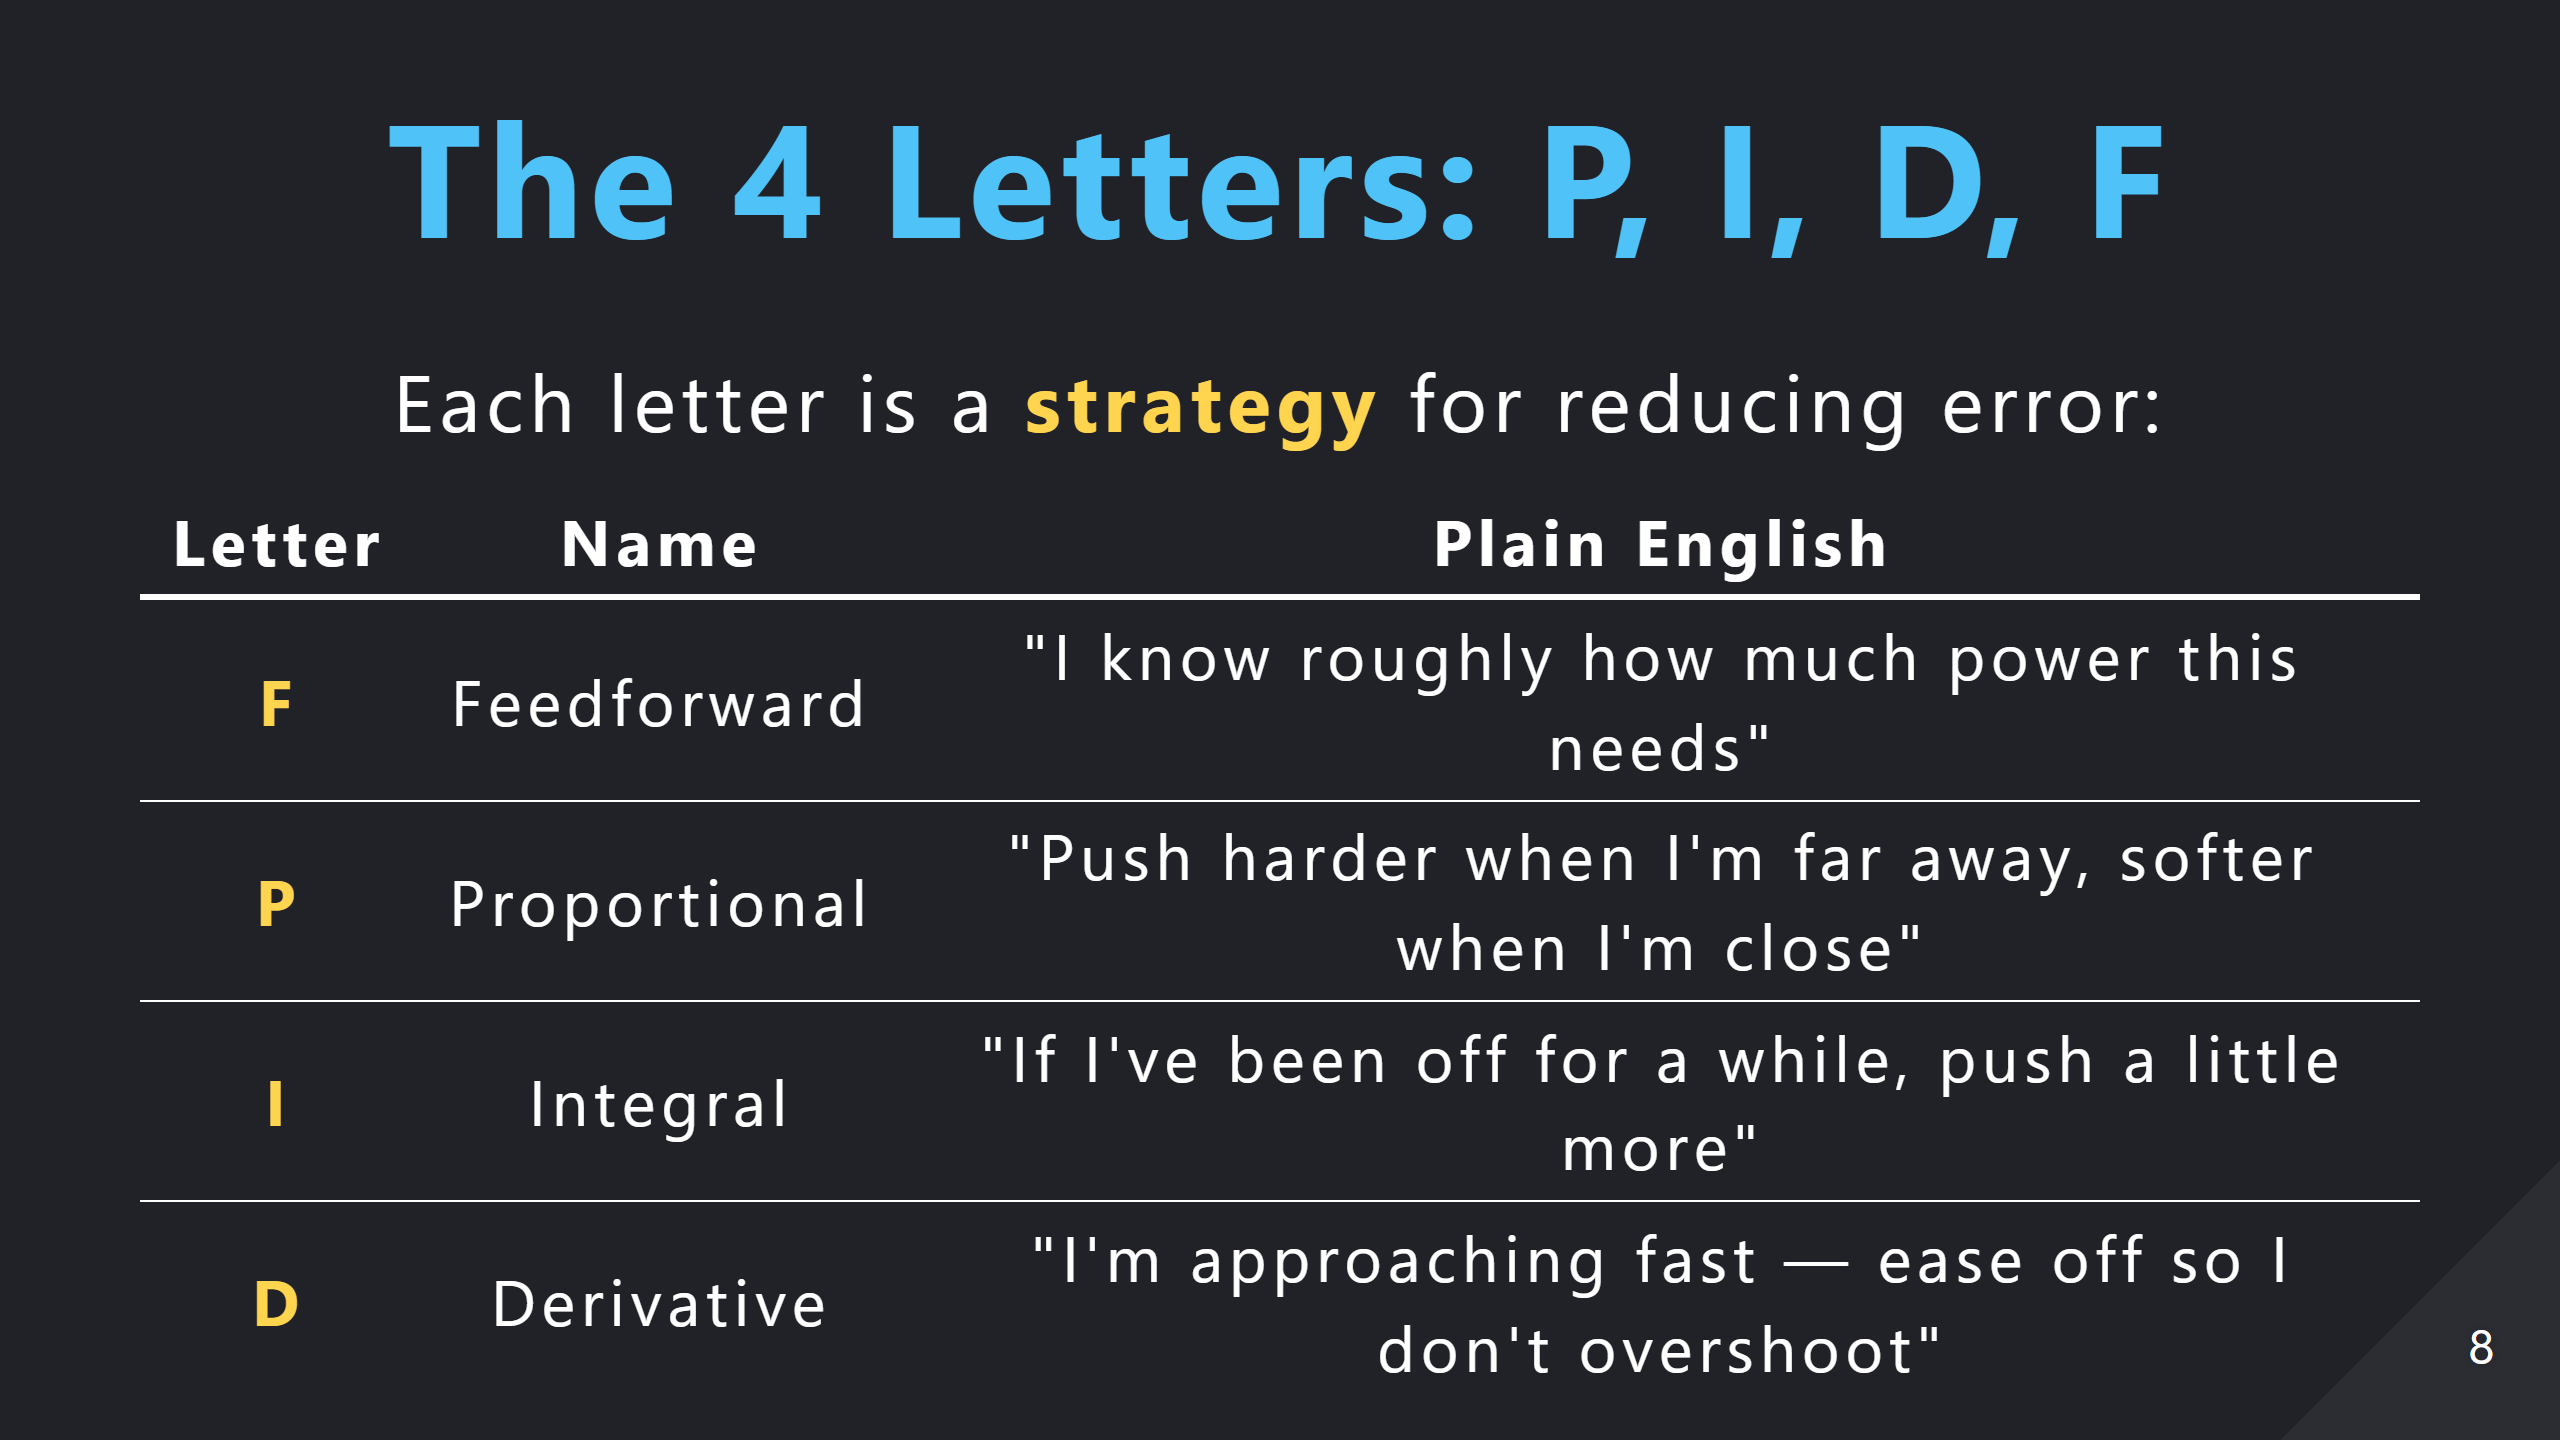 The 4 Letters: P, I, D, F
Each letter is a strategy for reducing error:
Letter Name Plain English
F Feedforward "I know roughly how much power this
needs"
P Proportional "Push harder when I'm far away, softer
when I'm close"
I Integral "If I've been off for a while, push a little
more"
D Derivative "I'm approaching fast — ease off so I
don't overshoot"
8